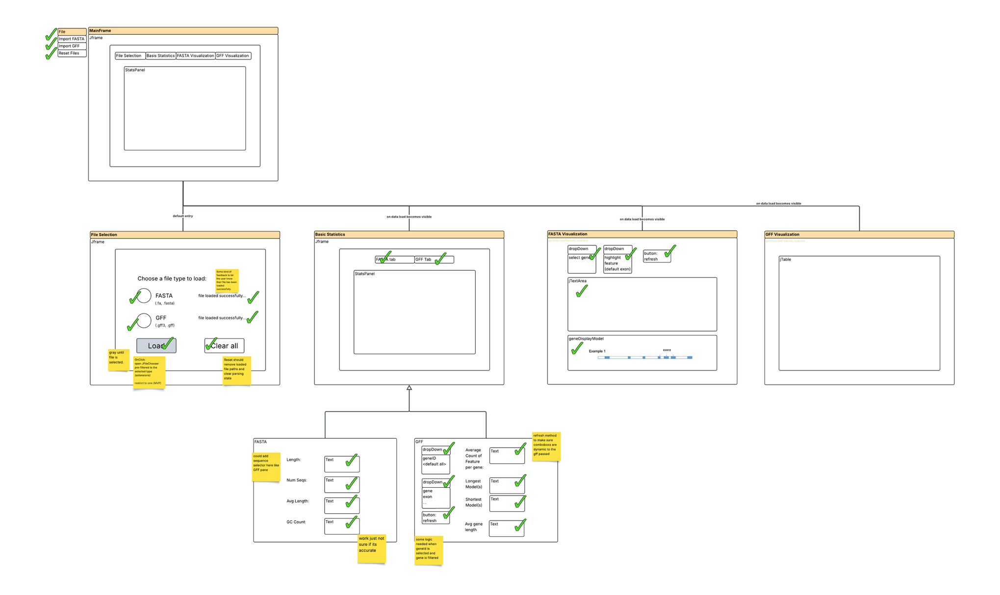 File
Import FASTA
Import GFF
Reset Files
MainFrame
Jframe
File Selection
Basis Statistics
FASTA Visualization
GFF Visualization
StatsPanel
default entry
on data load becomes visible
on data load becomes visible
on data load becomes visible
File Selection
Jframe
Choose a file type to load:
Some kind of
feedback to let
the user know
their file has been
loaded
successfully.
FASTA
(.fa, .fasta)
file loaded successfully...
GFF
(.gff3, .gff)
file loaded successfully...
Load
Clear all
gray until
file is
selected.
OnClick:
open JFileChooser
pre-filtered to the
selected type
(extensions)
restrict to one (MVP)
Reset should
remove loaded
file paths and
clear parsing
state
Basic Statistics
Jframe
FASTA tab
GFF Tab
StatsPanel
FASTA Visualization
getSelectedFeatureLocations
dropDown
select gene
dropDown
highlight
feature
(default exon)
button:
refresh
jTextArea
geneDisplayModel
Example 1
exons
GFF Visualization
getSelectedFeatureLocations
jTable
FASTA
could add
sequence
selector here like
GFF pane
Length:
Text
Num Seqs:
Text
Avg Length:
Text
GC Count:
Text
work just not
sure if its
accurate
GFF
dropDown
geneID
<default all>
dropDown
gene
exon
...
button:
refresh
Average
Count of
Feature
per gene:
Text
Longest
Model(s)
Text
Shortest
Model(s)
Text
Avg gene
length
Text
refresh method
to make sure
comboboxs are
dynamic to the
gff passed
some logic
needed when
geneId is
selected and
gene is filtered